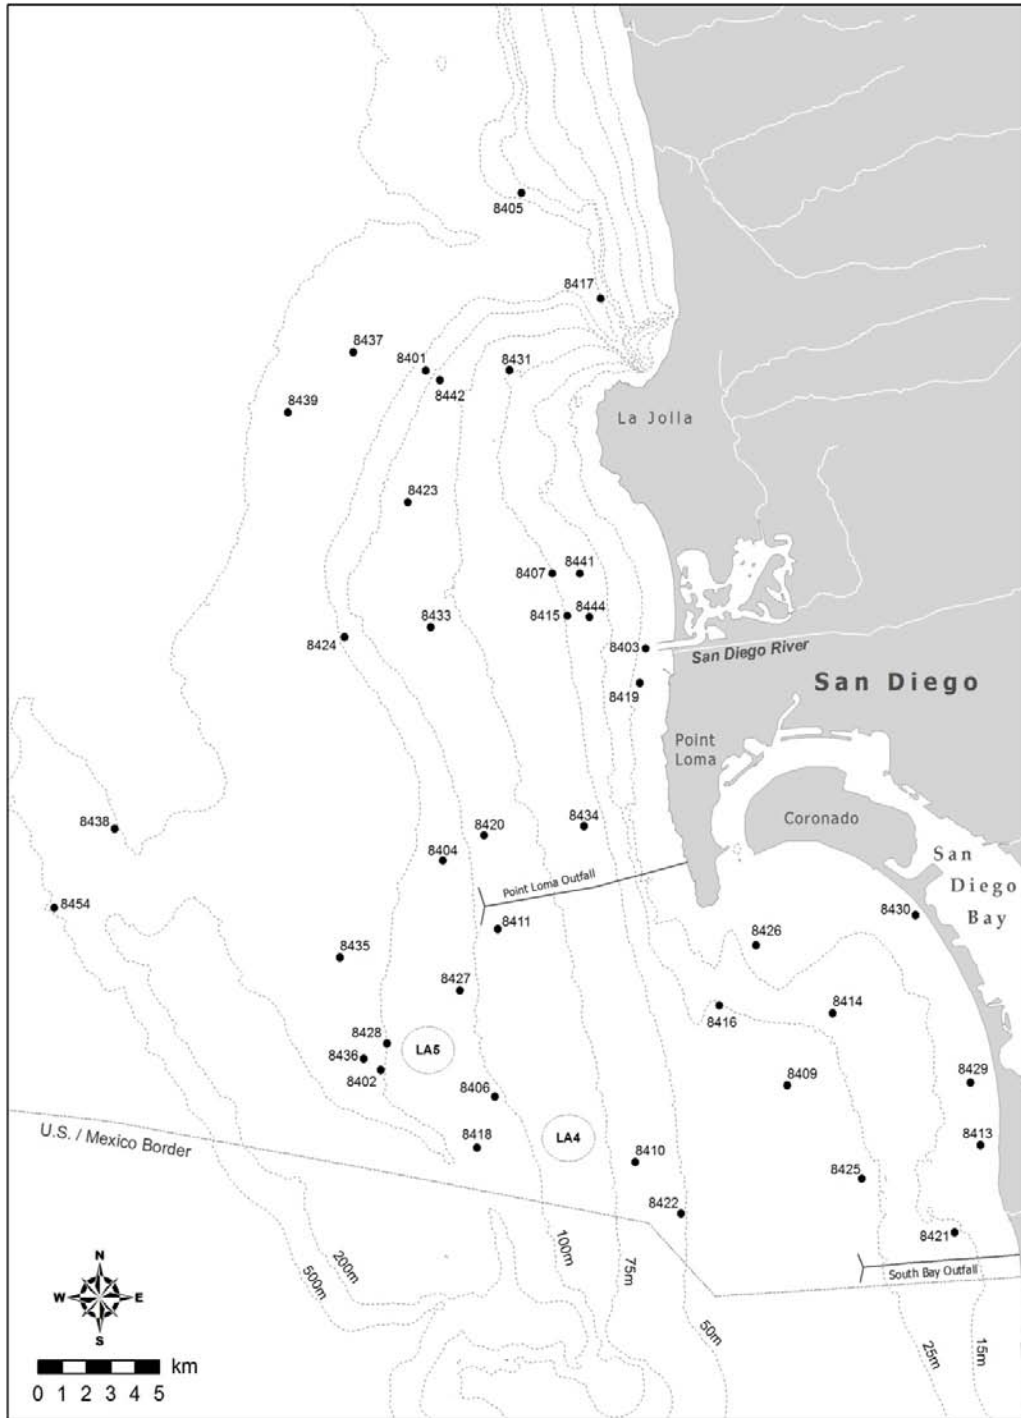 8405
8417
8437
8401
8431
8442
8439
La Jolla
8423
8407
8441
8415
8444
8433
8424
8403
San Diego River
8419
San Diego
Point
Loma
8438
8420
8434
Coronado
8404
San
Diego
Bay
Point Loma Outfall
8454
8411
8430
8426
8435
8427
8416
8414
8428
LA5
8436
8402
8409
8429
8406
U.S. / Mexico Border
LA4
8413
8418
8410
8425
8422
8421
South Bay Outfall
N
W
E
S
500m
200m
100m
75m
50m
25m
15m
km
0 1 2 3 4 5